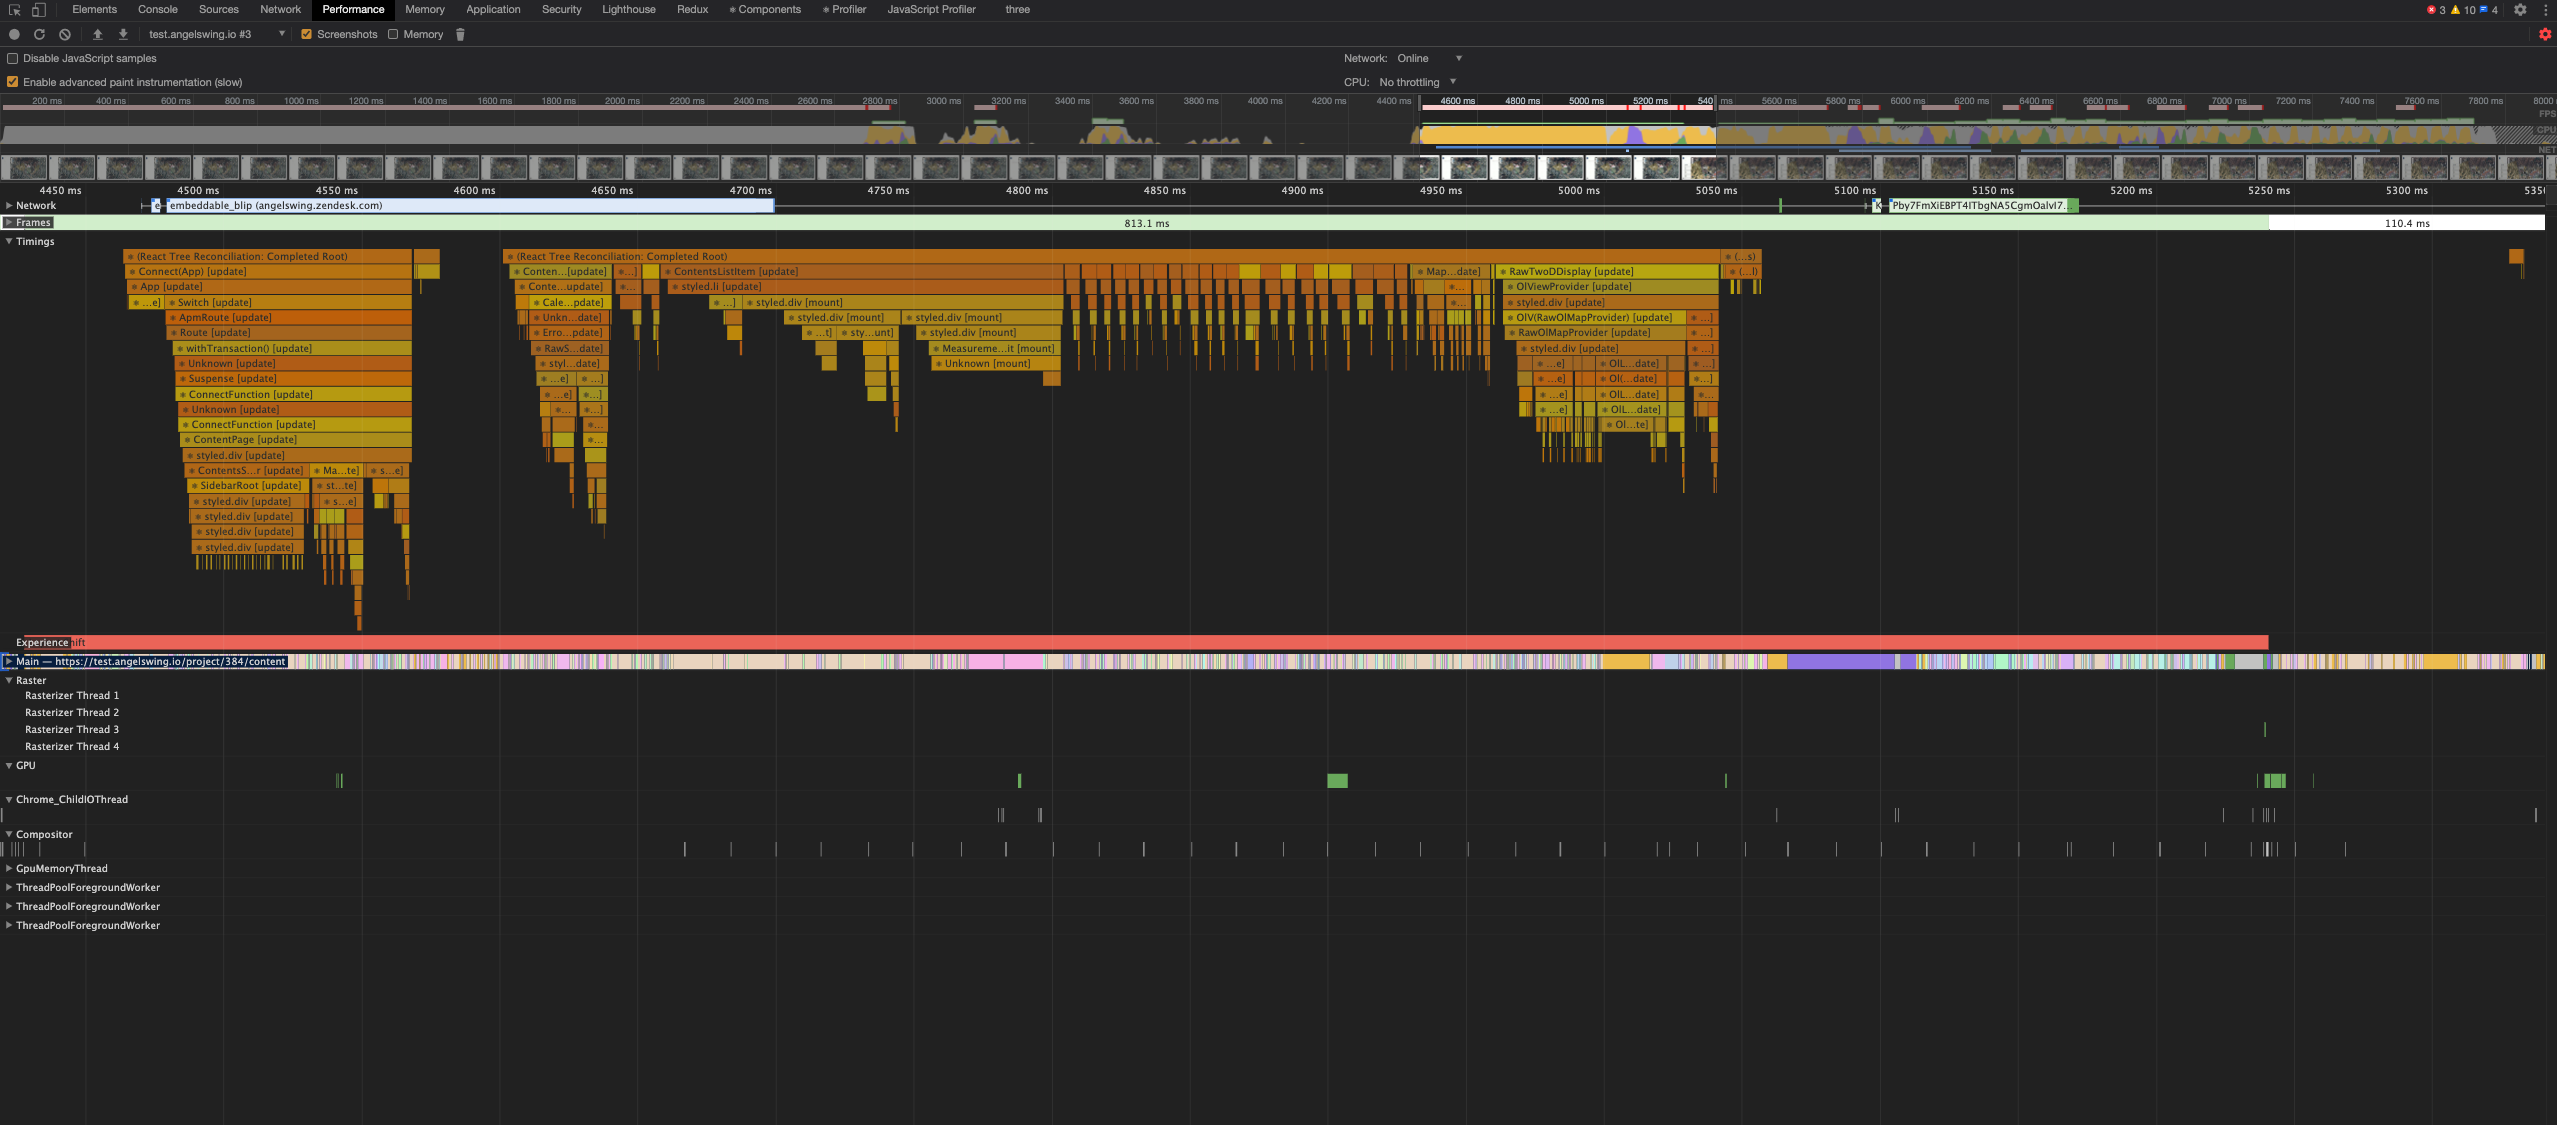 Elements Console Sources Network Performance Memory Application Security Lighthouse Redux Components Profiler JavaScript Profiler three 3 10 4
test.angelswing.io #3 Screenshots Memory
Disable JavaScript samples Network: Online
Enable advanced paint instrumentation (slow) CPU: No throttling
200 ms 400 ms 600 ms 800 ms 1000 ms 1200 ms 1400 ms 1600 ms 1800 ms 2000 ms 2200 ms 2400 ms 2600 ms 2800 ms 3000 ms 3200 ms 3400 ms 3600 ms 3800 ms 4000 ms 4200 ms 4400 ms 4600 ms 4800 ms 5000 ms 5200 ms 540 ms 5600 ms 5800 ms 6000 ms 6200 ms 6400 ms 6600 ms 6800 ms 7000 ms 7200 ms 7400 ms 7600 ms 7800 ms 8000
FPS
CPU
NET
4450 ms 4500 ms 4550 ms 4600 ms 4650 ms 4700 ms 4750 ms 4800 ms 4850 ms 4900 ms 4950 ms 5000 ms 5050 ms 5100 ms 5150 ms 5200 ms 5250 ms 5300 ms 535
Network e embeddable_blip (angelswing.zendesk.com) K Pby7FmXiEBPT4ITbgNA5CgmOalvI7...
Frames 813.1 ms 110.4 ms
Timings
(React Tree Reconciliation: Completed Root) (React Tree Reconciliation: Completed Root) (...s)
Connect(App) [update] Conten...[update] ...] ContentsListItem [update] Map...date] RawTwoDDisplay [update] (...l)
App [update] Conte...update] ... styled.li [update] ... OlViewProvider [update]
...e] Switch [update] Cale...pdate] ...] styled.div [mount] ... styled.div [update]
ApmRoute [update] Unkn...date] styled.div [mount] styled.div [mount] OlV(RawOlMapProvider) [update] ...]
Route [update] Erro...pdate] ...t] sty...unt] styled.div [mount] RawOlMapProvider [update] ...]
withTransaction() [update] RawS...date] Measureme...it [mount] styled.div [update] ...]
Unknown [update] styl...date] Unknown [mount] ...e] OlL...date] ...]
Suspense [update] ...e] ...] ...e] Ol(...date] ...]
ConnectFunction [update] ...e] ...] ...e] OlL...date] ...
Unknown [update] ... ...] ...e] OlL...date]
ConnectFunction [update] ... Ol...te]
ContentPage [update] ...
styled.div [update]
ContentsS...r [update] Ma...te] s...e]
SidebarRoot [update] st...te]
styled.div [update] s...e]
styled.div [update]
styled.div [update]
styled.div [update]
Experience hift
Main — https://test.angelswing.io/project/384/content
Raster
Rasterizer Thread 1
Rasterizer Thread 2
Rasterizer Thread 3
Rasterizer Thread 4
GPU
Chrome_ChildIOThread
Compositor
GpuMemoryThread
ThreadPoolForegroundWorker
ThreadPoolForegroundWorker
ThreadPoolForegroundWorker